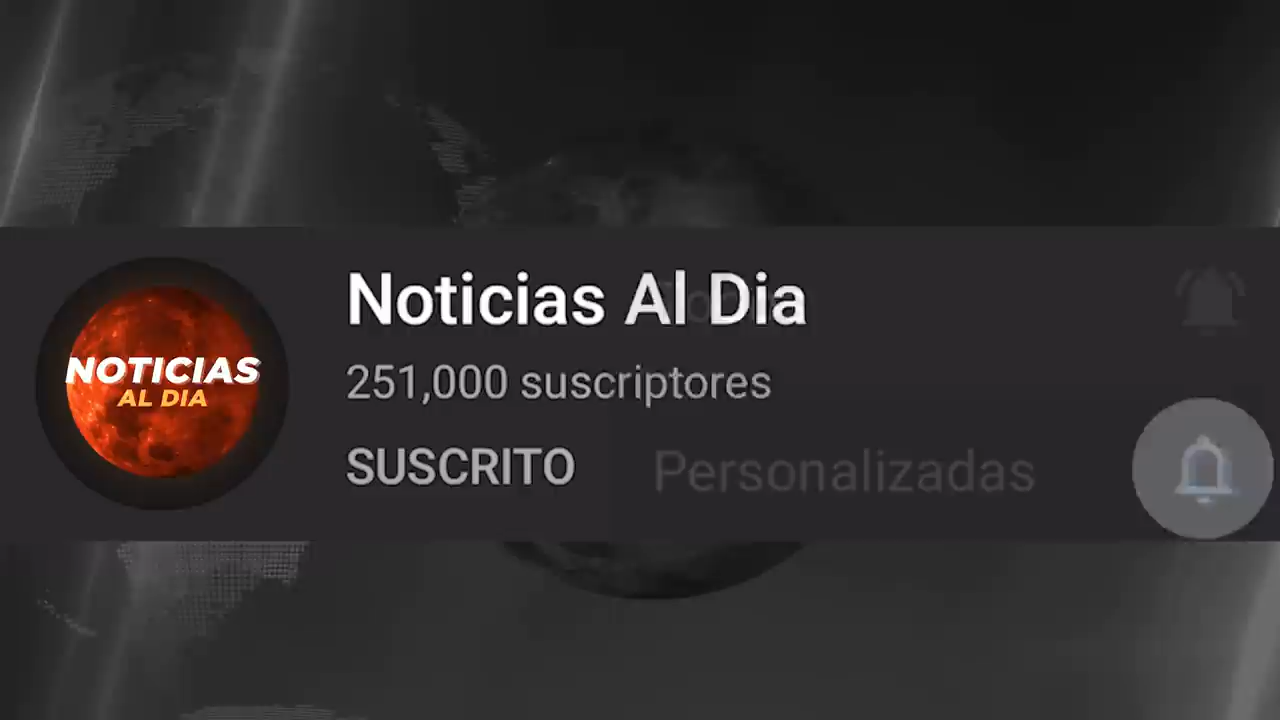 NOTICIAS
AL DIA
Noticias Al Dia
251,000 suscriptores
SUSCRITO
Personalizadas